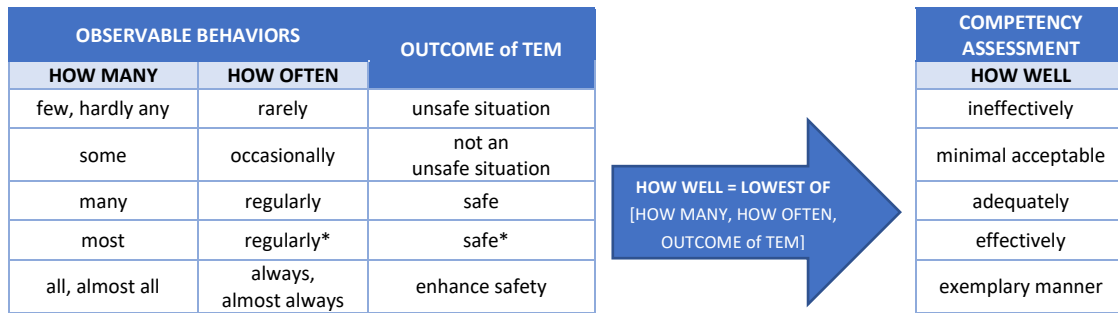 OBSERVABLE BEHAVIORS
OUTCOME of TEM
HOW MANY
HOW OFTEN
few, hardly any
rarely
unsafe situation
some
occasionally
not an
unsafe situation
many
regularly
safe
most
regularly*
safe*
all, almost all
always,
almost always
enhance safety
HOW WELL = LOWEST OF
[HOW MANY, HOW OFTEN,
OUTCOME of TEM]
COMPETENCY
ASSESSMENT
HOW WELL
ineffectively
minimal acceptable
adequately
effectively
exemplary manner